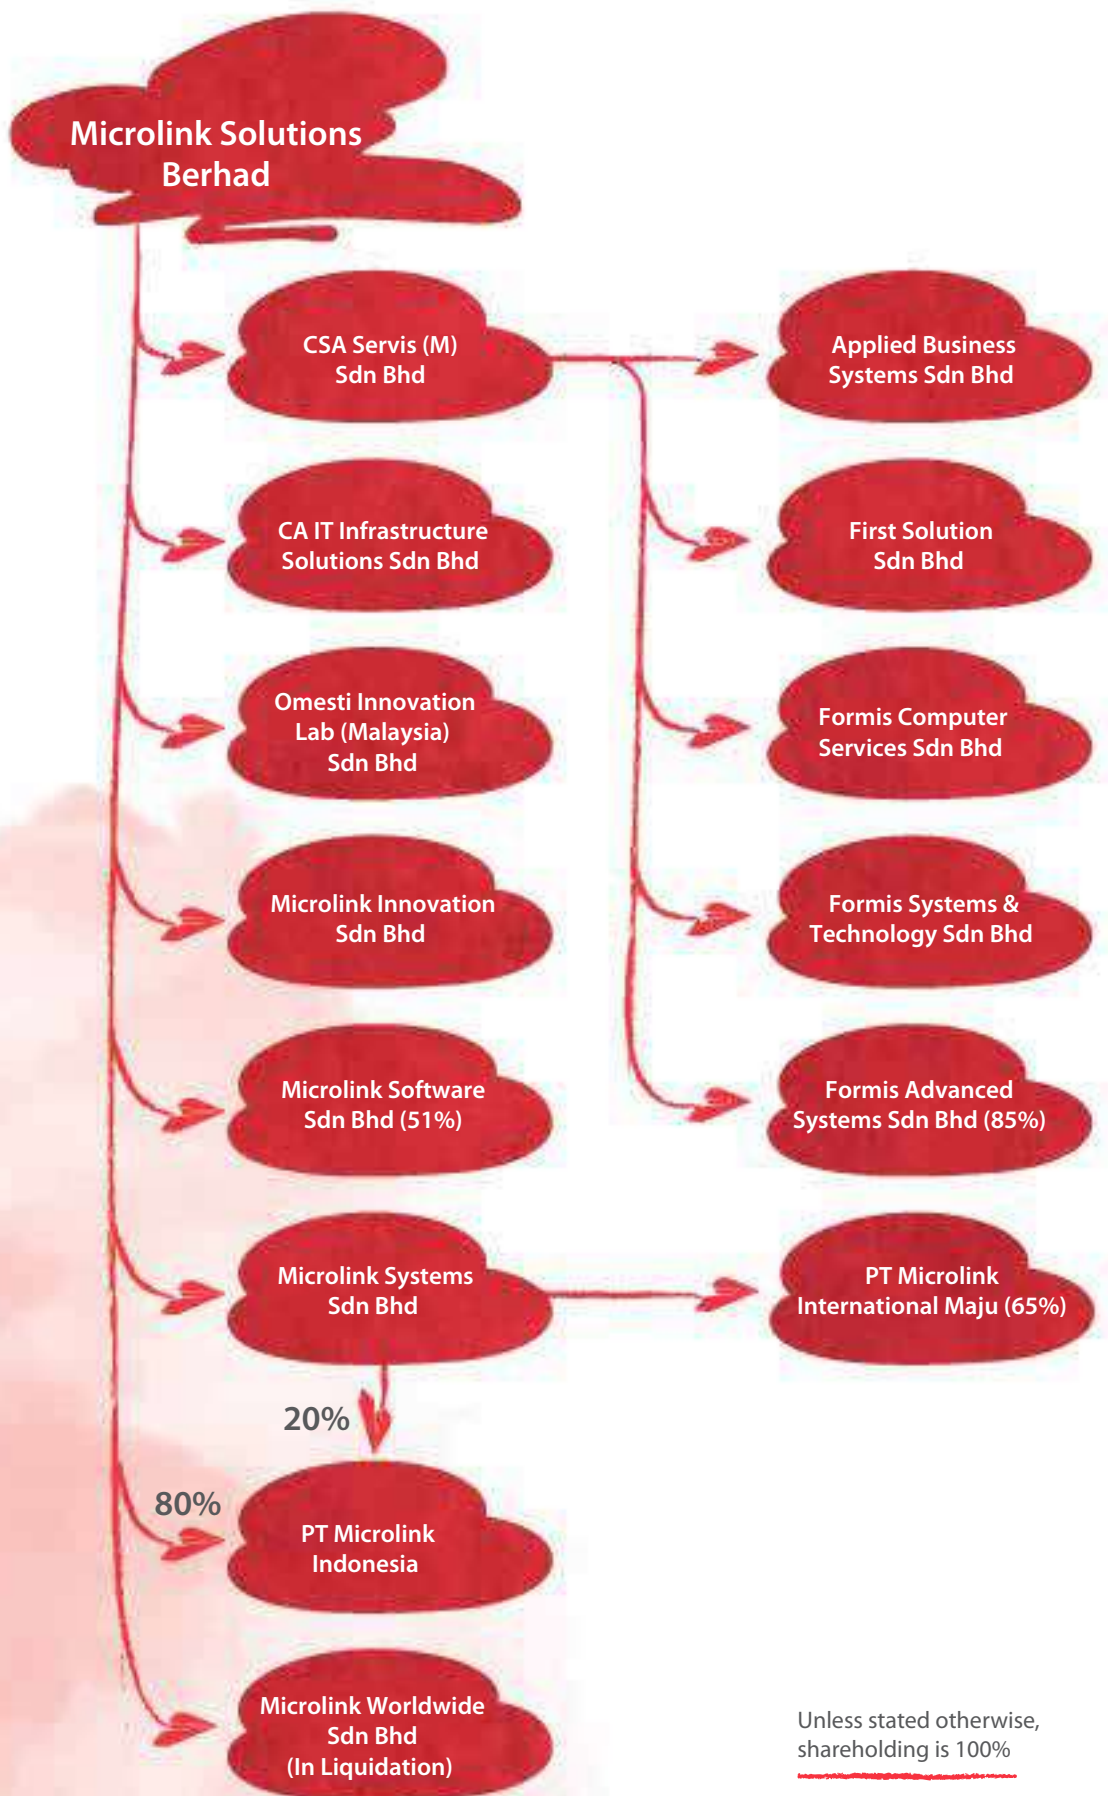 Microlink Solutions
Berhad
CSA Servis (M)
Sdn Bhd
Applied Business
Systems Sdn Bhd
CA IT Infrastructure
Solutions Sdn Bhd
First Solution
Sdn Bhd
Omesti Innovation
Lab (Malaysia)
Sdn Bhd
Formis Computer
Services Sdn Bhd
Microlink Innovation
Sdn Bhd
Formis Systems &
Technology Sdn Bhd
Microlink Software
Sdn Bhd (51%)
Formis Advanced
Systems Sdn Bhd (85%)
Microlink Systems
Sdn Bhd
PT Microlink
International Maju (65%)
20%
80%
PT Microlink
Indonesia
Microlink Worldwide
Sdn Bhd
(In Liquidation)
Unless stated otherwise,
shareholding is 100%